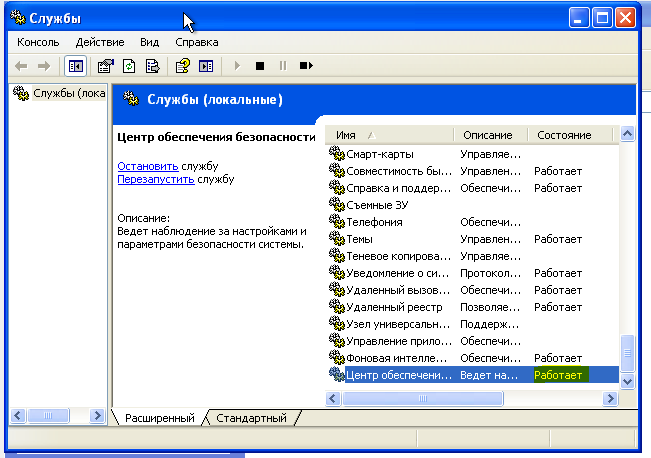 Службы
Консоль Действие Вид Справка
Службы (лока
Службы (локальные)
Центр обеспечения безопасности
Остановить службу
Перезапустить службу
Описание:
Ведет наблюдение за настройками и
параметрами безопасности системы.
Имя Описание Состояние
Смарт-карты Управляе...
Совместимость бы... Управлен... Работает
Справка и поддер... Обеспечи... Работает
Съемные ЗУ
Телефония Обеспечи...
Темы Управлен... Работает
Теневое копирова... Управляе...
Уведомление о си... Протокол... Работает
Удаленный вызов... Обеспечи... Работает
Удаленный реестр Позволяе... Работает
Узел универсальн... Поддерж...
Управление прило... Обеспечи...
Фоновая интелле... Обеспечи... Работает
Центр обеспечени... Ведет на... Работает
Расширенный Стандартный